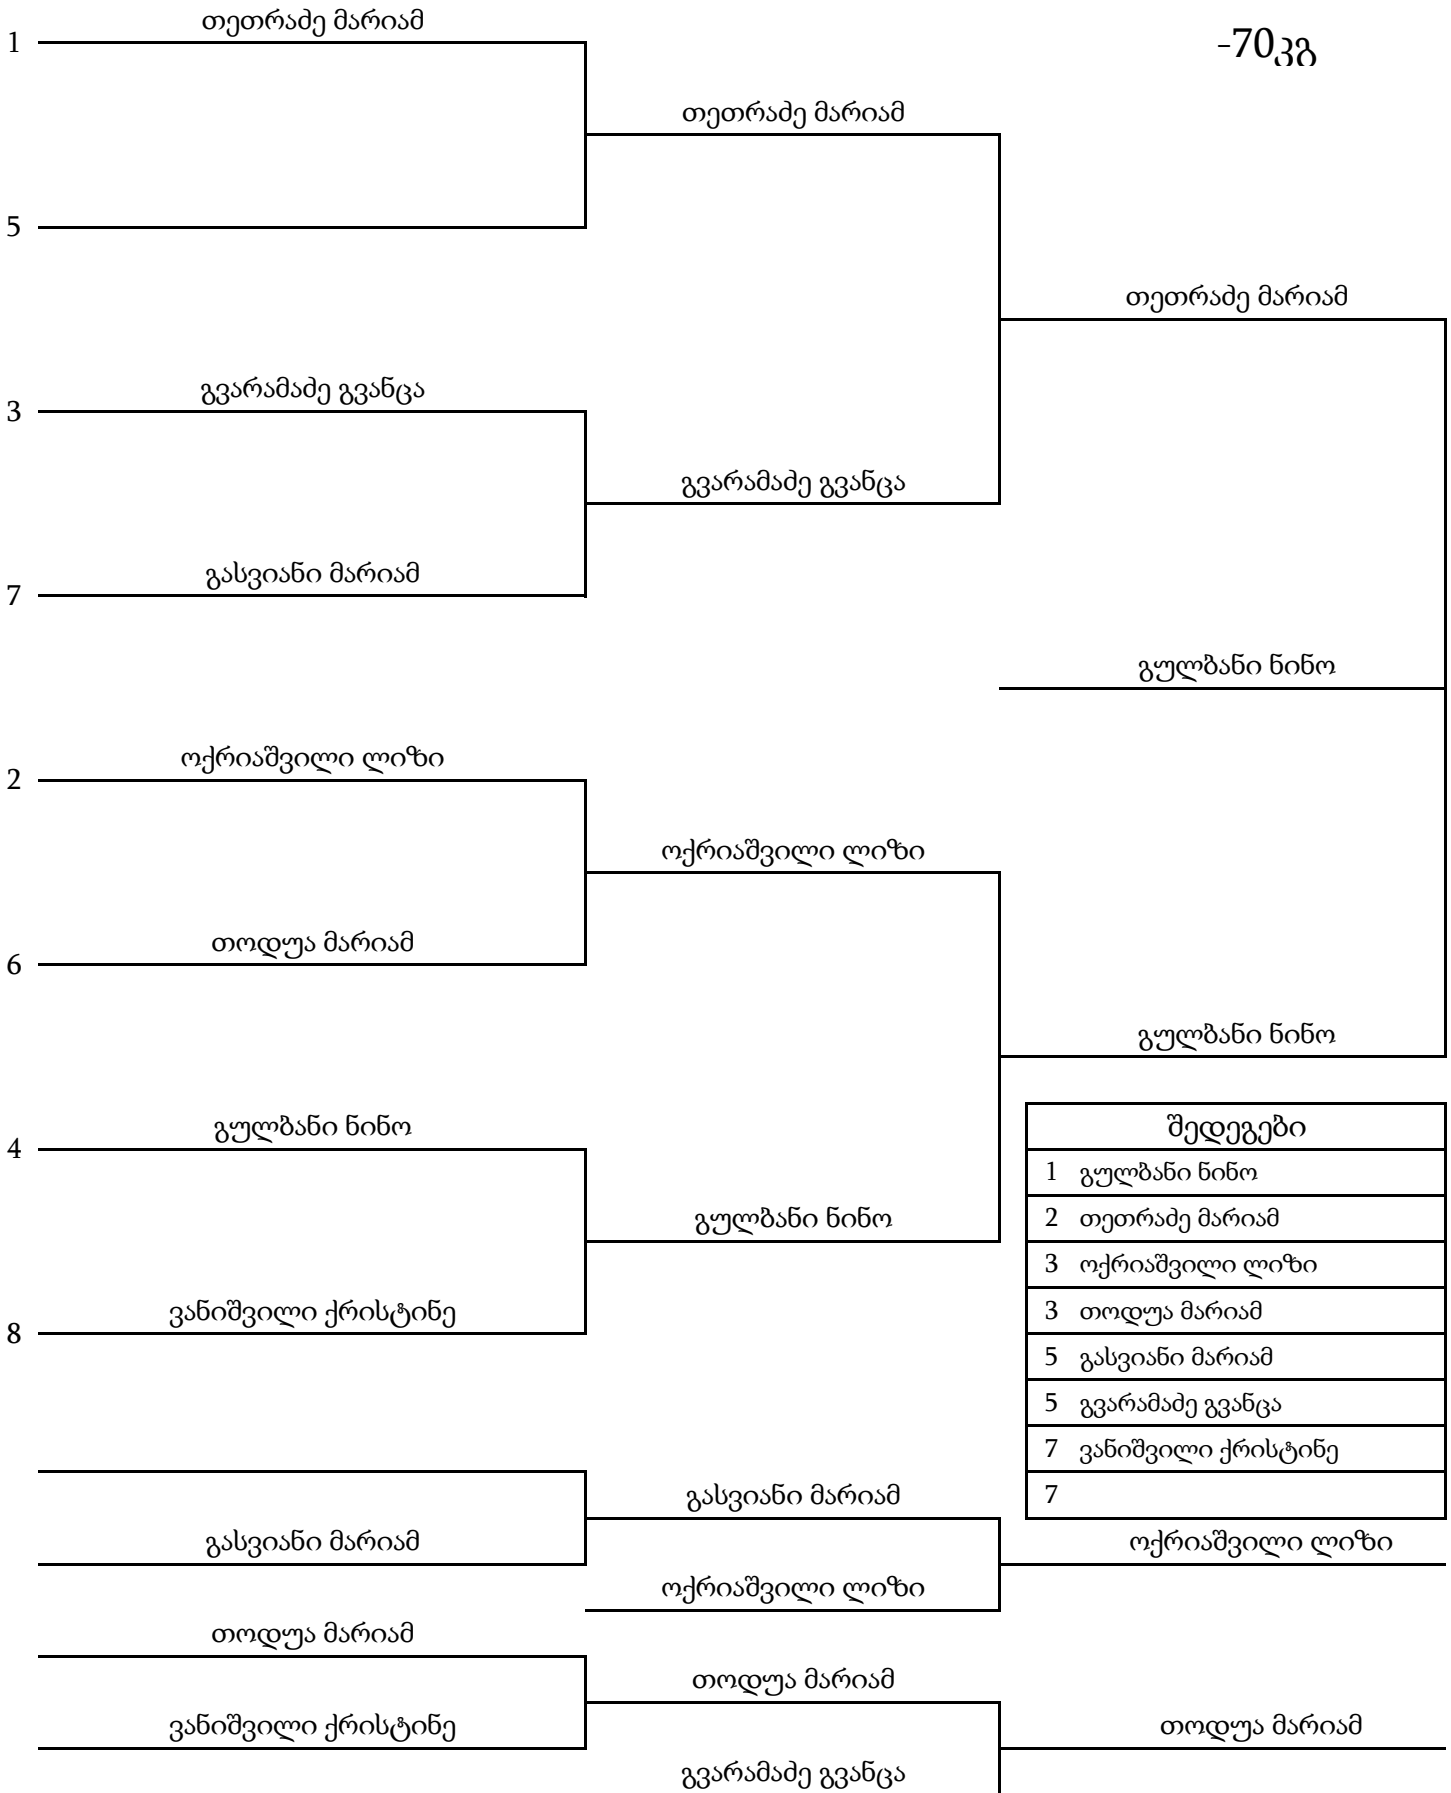 თეთრაძე მარიამ
1
-70კგ
თეთრაძე მარიამ
5
თეთრაძე მარიამ
გვარამაძე გვანცა
3
გვარამაძე გვანცა
გასვიანი მარიამ
7
გულბანი ნინო
ოქრიაშვილი ლიზი
2
ოქრიაშვილი ლიზი
თოდუა მარიამ
6
გულბანი ნინო
გულბანი ნინო
4
გულბანი ნინო
ვანიშვილი ქრისტინე
8
შედეგები
1 გულბანი ნინო
2 თეთრაძე მარიამ
3 ოქრიაშვილი ლიზი
3 თოდუა მარიამ
5 გასვიანი მარიამ
5 გვარამაძე გვანცა
7 ვანიშვილი ქრისტინე
7
გასვიანი მარიამ
გასვიანი მარიამ
ოქრიაშვილი ლიზი
ოქრიაშვილი ლიზი
თოდუა მარიამ
თოდუა მარიამ
ვანიშვილი ქრისტინე
თოდუა მარიამ
გვარამაძე გვანცა